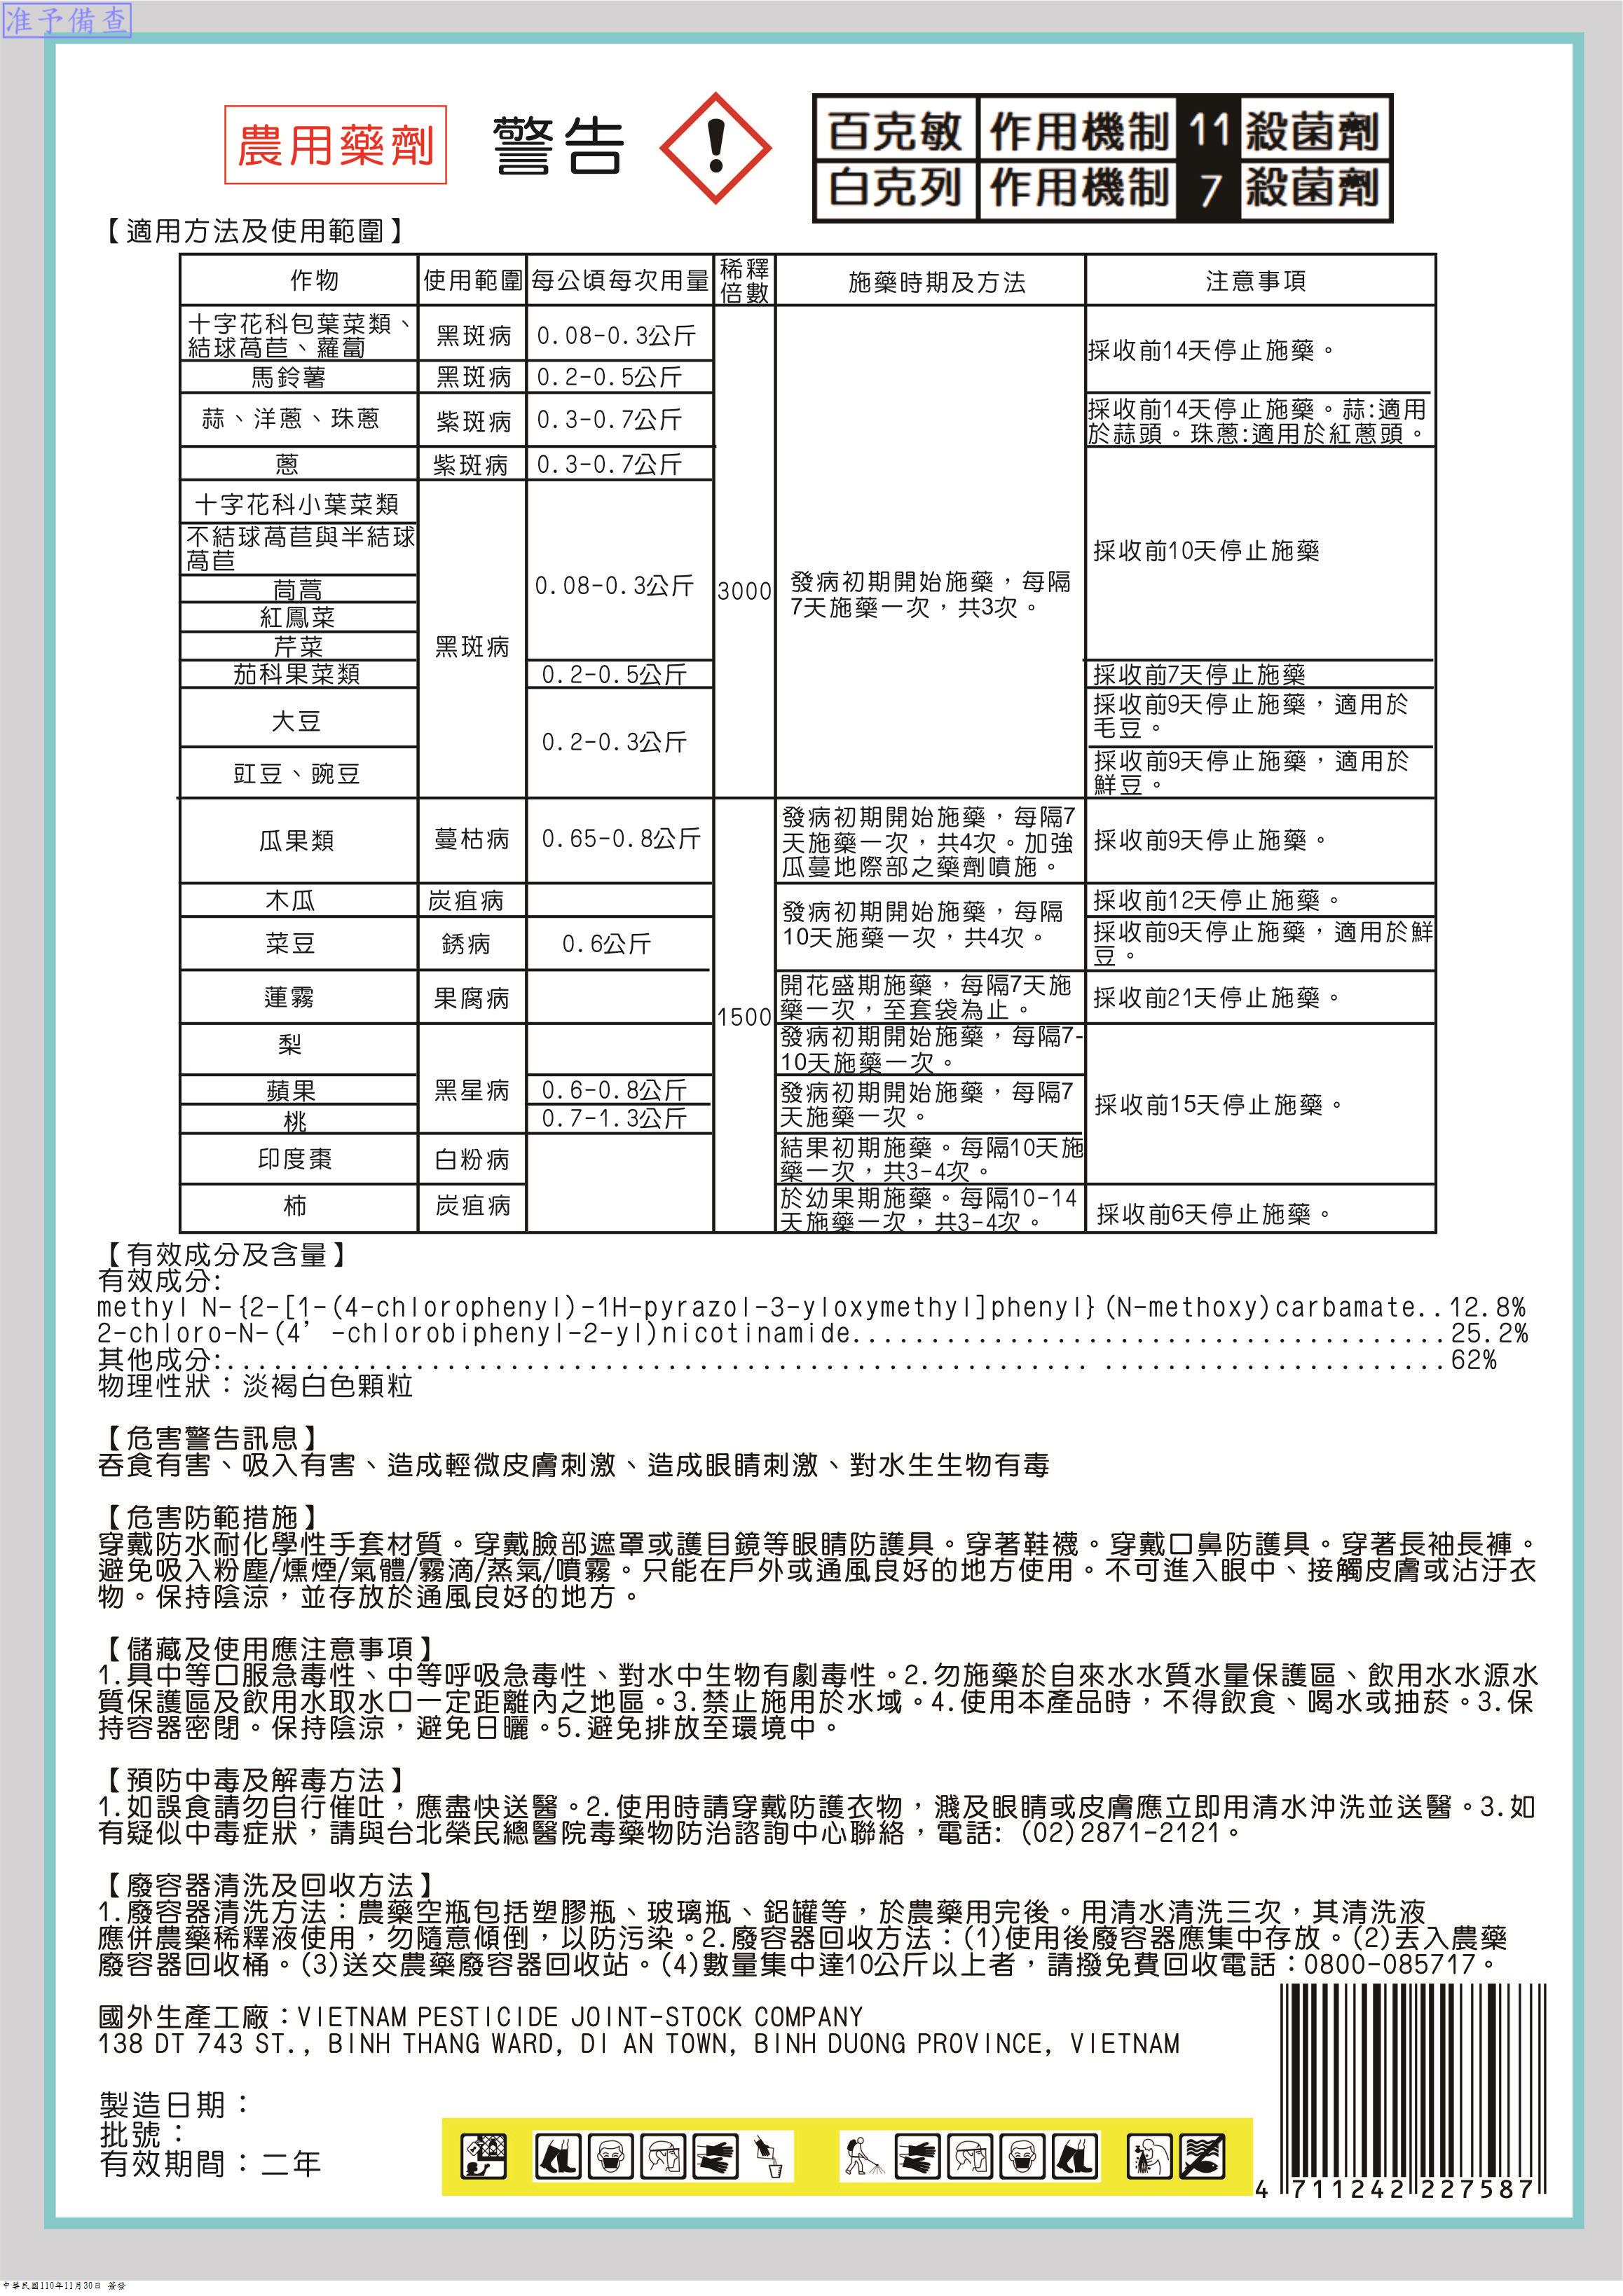 准予備查
農用藥劑
警告
百克敏 作用機制 11 殺菌劑
白克列 作用機制 7 殺菌劑
【適用方法及使用範圍】
作物 使用範圍 每公頃每次用量 稀釋倍數 施藥時期及方法 注意事項
十字花科包葉菜類、
結球萵苣、蘿蔔
黑斑病 0.08-0.3公斤
採收前14天停止施藥。
馬鈴薯 黑斑病 0.2-0.5公斤
蒜、洋蔥、珠蔥 紫斑病 0.3-0.7公斤
採收前14天停止施藥。蒜:適用
於蒜頭。珠蔥:適用於紅蔥頭。
蔥 紫斑病 0.3-0.7公斤
十字花科小葉菜類
不結球萵苣與半結球
萵苣
採收前10天停止施藥
茼蒿
0.08-0.3公斤
3000
發病初期開始施藥，每隔
7天施藥一次，共3次。
紅鳳菜
芹菜
黑斑病
茄科果菜類 0.2-0.5公斤 採收前7天停止施藥
大豆
0.2-0.3公斤
採收前9天停止施藥，適用於
毛豆。
豇豆、豌豆
採收前9天停止施藥，適用於
鮮豆。
瓜果類 蔓枯病 0.65-0.8公斤
發病初期開始施藥，每隔7
天施藥一次，共4次。加強
瓜蔓地際部之藥劑噴施。
採收前9天停止施藥。
木瓜 炭疽病
發病初期開始施藥，每隔
10天施藥一次，共4次。
採收前12天停止施藥。
菜豆 銹病 0.6公斤
採收前9天停止施藥，適用於鮮
豆。
蓮霧 果腐病
1500
開花盛期施藥，每隔7天施
藥一次，至套袋為止。
採收前21天停止施藥。
梨
發病初期開始施藥，每隔7-
10天施藥一次。
黑星病
蘋果 0.6-0.8公斤
發病初期開始施藥，每隔7
天施藥一次。
採收前15天停止施藥。
桃 0.7-1.3公斤
印度棗 白粉病
結果初期施藥。每隔10天施
藥一次，共3-4次。
柿 炭疽病
於幼果期施藥。每隔10-14
天施藥一次，共3-4次。
採收前6天停止施藥。
【有效成分及含量】
有效成分:
methyl N-{2-[1-(4-chlorophenyl)-1H-pyrazol-3-yloxymethyl]phenyl}(N-methoxy)carbamate..12.8%
2-chloro-N-(4’-chlorobiphenyl-2-yl)nicotinamide......................................25.2%
其他成分:..............................................................................62%
物理性狀：淡褐白色顆粒
【危害警告訊息】
吞食有害、吸入有害、造成輕微皮膚刺激、造成眼睛刺激、對水生生物有毒
【危害防範措施】
穿戴防水耐化學性手套材質。穿戴臉部遮罩或護目鏡等眼睛防護具。穿著鞋襪。穿戴口鼻防護具。穿著長袖長褲。
避免吸入粉塵/燻煙/氣體/霧滴/蒸氣/噴霧。只能在戶外或通風良好的地方使用。不可進入眼中、接觸皮膚或沾汙衣
物。保持陰涼，並存放於通風良好的地方。
【儲藏及使用應注意事項】
1.具中等口服急毒性、中等呼吸急毒性、對水中生物有劇毒性。2.勿施藥於自來水水質水量保護區、飲用水水源水
質保護區及飲用水取水口一定距離內之地區。3.禁止施用於水域。4.使用本產品時，不得飲食、喝水或抽菸。3.保
持容器密閉。保持陰涼，避免日曬。5.避免排放至環境中。
【預防中毒及解毒方法】
1.如誤食請勿自行催吐，應盡快送醫。2.使用時請穿戴防護衣物，濺及眼睛或皮膚應立即用清水沖洗並送醫。3.如
有疑似中毒症狀，請與台北榮民總醫院毒藥物防治諮詢中心聯絡，電話: (02)2871-2121。
【廢容器清洗及回收方法】
1.廢容器清洗方法：農藥空瓶包括塑膠瓶、玻璃瓶、鋁罐等，於農藥用完後。用清水清洗三次，其清洗液
應併農藥稀釋液使用，勿隨意傾倒，以防污染。2.廢容器回收方法：(1)使用後廢容器應集中存放。(2)丟入農藥
廢容器回收桶。(3)送交農藥廢容器回收站。(4)數量集中達10公斤以上者，請撥免費回收電話：0800-085717。
國外生產工廠：VIETNAM PESTICIDE JOINT-STOCK COMPANY
138 DT 743 ST., BINH THANG WARD, DI AN TOWN, BINH DUONG PROVINCE, VIETNAM
製造日期：
批號：
有效期間：二年
4 711242 227587
中華民國110年11月30日 簽發